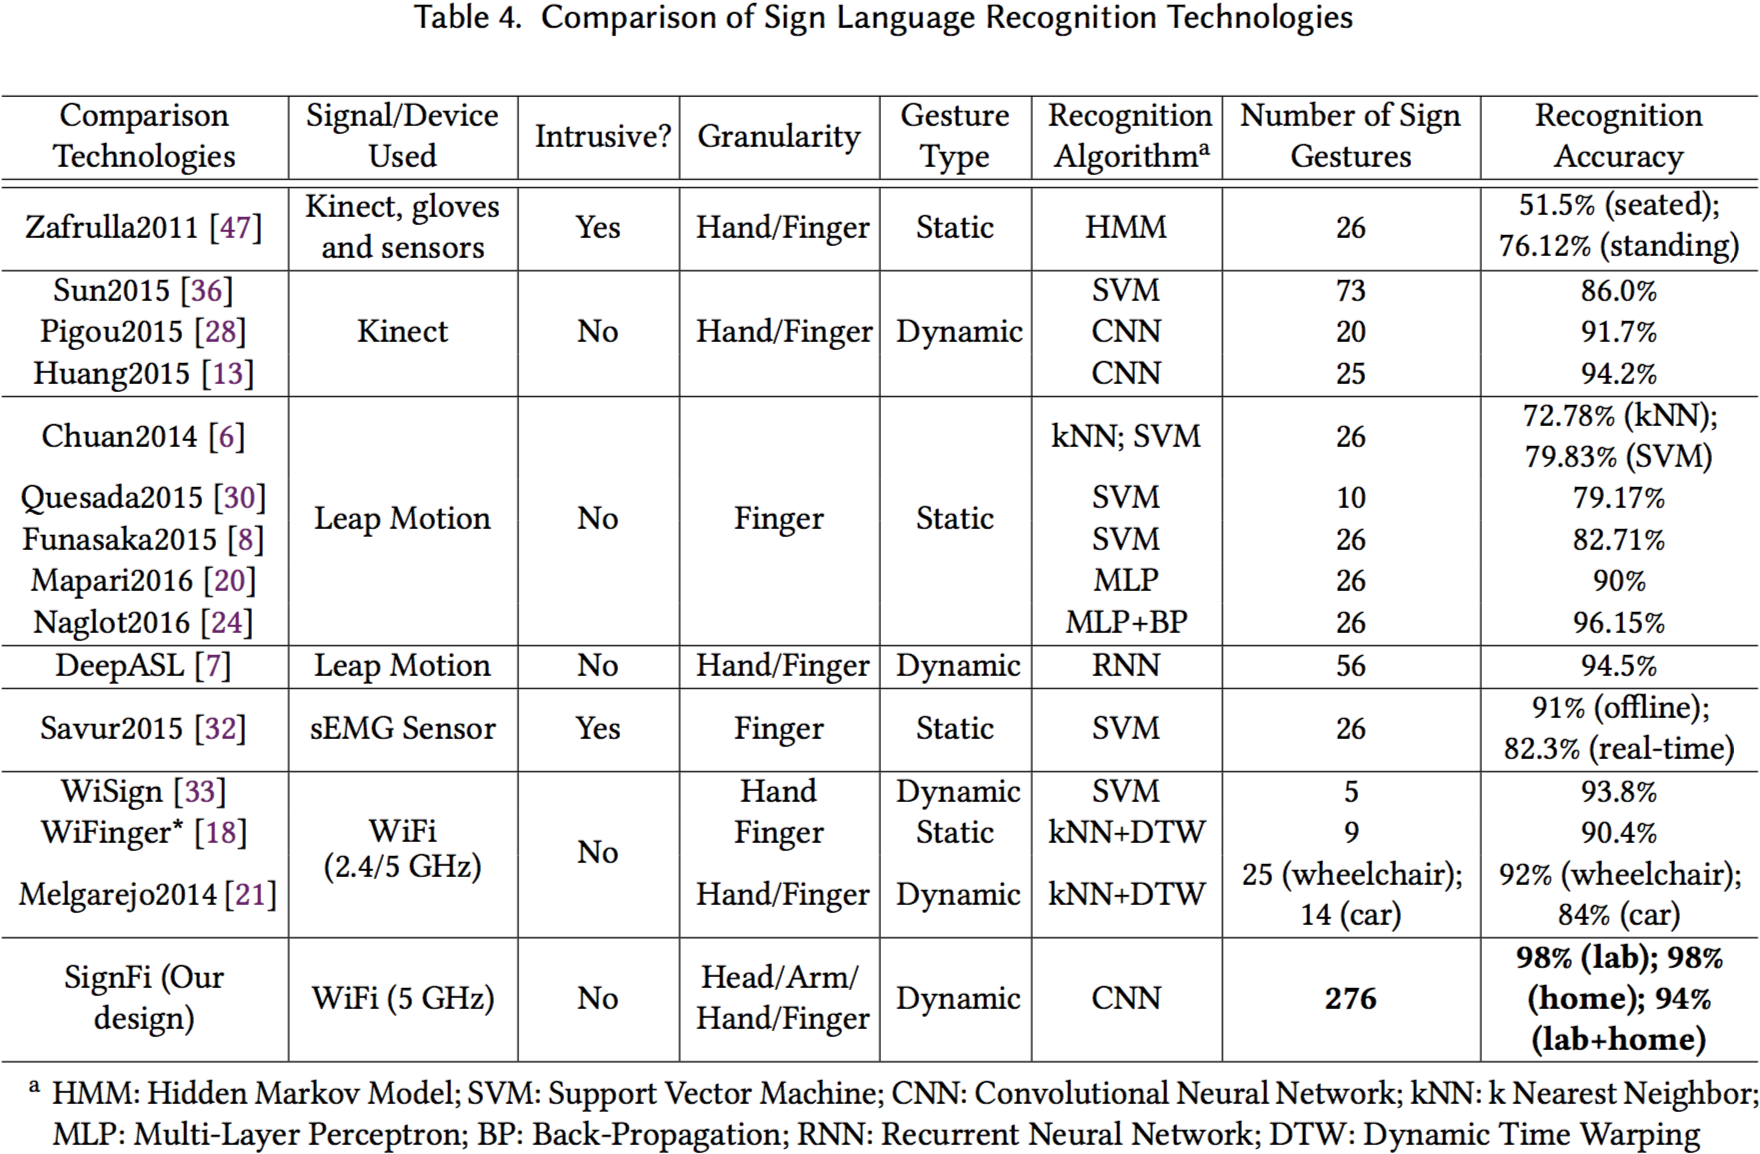 Table 4. Comparison of Sign Language Recognition Technologies
Comparison Technologies | Signal/Device Used | Intrusive? | Granularity | Gesture Type | Recognition Algorithmᵃ | Number of Sign Gestures | Recognition Accuracy
Zafrulla2011 [47] | Kinect, gloves and sensors | Yes | Hand/Finger | Static | HMM | 26 | 51.5% (seated); 76.12% (standing)
Sun2015 [36] | SVM | 73 | 86.0%
Pigou2015 [28] | Kinect | No | Hand/Finger | Dynamic | CNN | 20 | 91.7%
Huang2015 [13] | CNN | 25 | 94.2%
Chuan2014 [6] | kNN; SVM | 26 | 72.78% (kNN); 79.83% (SVM)
Quesada2015 [30] | Leap Motion | No | Finger | Static | SVM | 10 | 79.17%
Funasaka2015 [8] | SVM | 26 | 82.71%
Mapari2016 [20] | MLP | 26 | 90%
Naglot2016 [24] | MLP+BP | 26 | 96.15%
DeepASL [7] | Leap Motion | No | Hand/Finger | Dynamic | RNN | 56 | 94.5%
Savur2015 [32] | sEMG Sensor | Yes | Finger | Static | SVM | 26 | 91% (offline); 82.3% (real-time)
WiSign [33] | Hand | Dynamic | SVM | 5 | 93.8%
WiFinger* [18] | WiFi (2.4/5 GHz) | No | Finger | Static | kNN+DTW | 9 | 90.4%
Melgarejo2014 [21] | Hand/Finger | Dynamic | kNN+DTW | 25 (wheelchair); 14 (car) | 92% (wheelchair); 84% (car)
SignFi (Our design) | WiFi (5 GHz) | No | Head/Arm/Hand/Finger | Dynamic | CNN | 276 | 98% (lab); 98% (home); 94% (lab+home)
ᵃ HMM: Hidden Markov Model; SVM: Support Vector Machine; CNN: Convolutional Neural Network; kNN: k Nearest Neighbor;
MLP: Multi-Layer Perceptron; BP: Back-Propagation; RNN: Recurrent Neural Network; DTW: Dynamic Time Warping